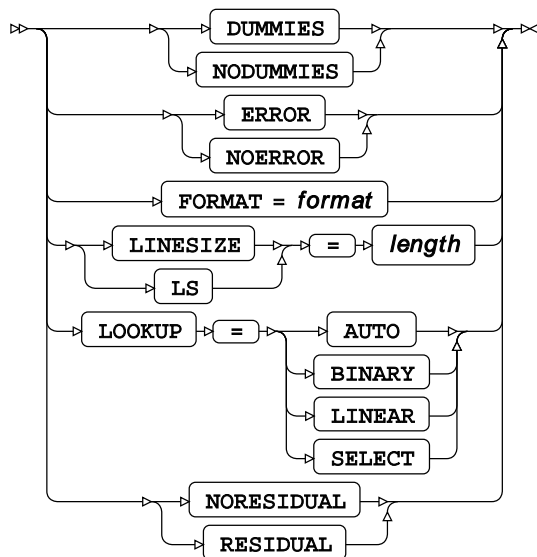 DUMMIES
NODUMMIES
ERROR
NOERROR
FORMAT = format
LINESIZE = length
LS
LOOKUP = AUTO
BINARY
LINEAR
SELECT
NORESIDUAL
RESIDUAL